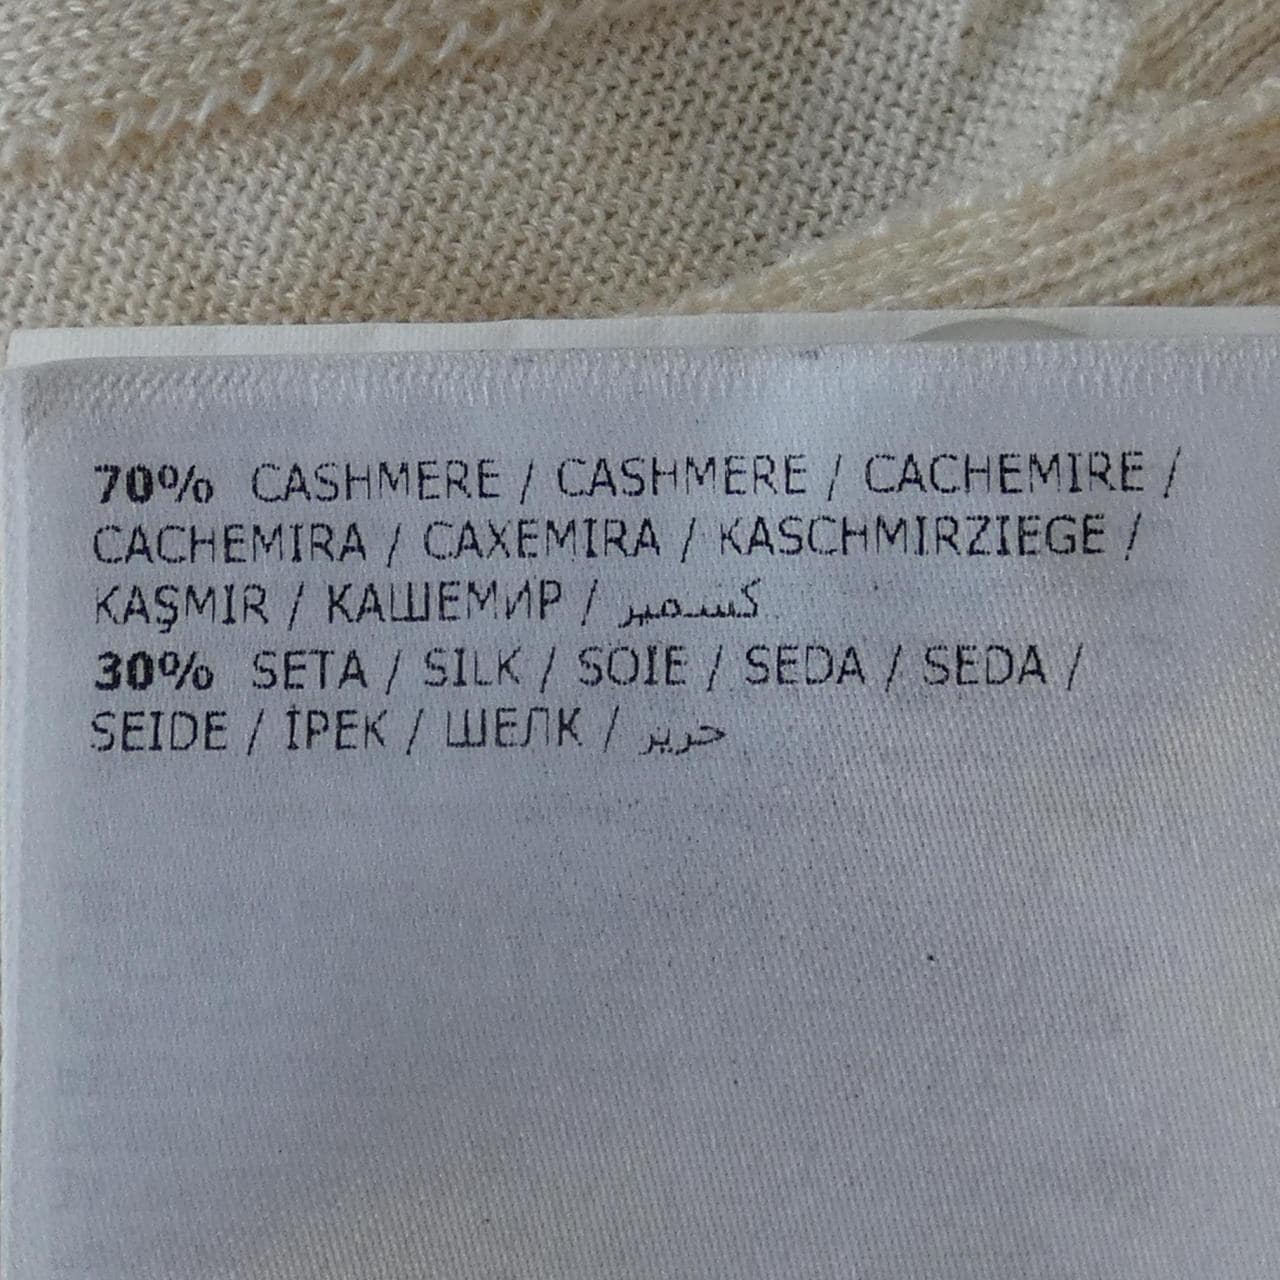 70% CASHMERE / CASHMERE / CACHEMIRE /
CACHEMIRA / CAXEMIRA / KASCHMIRZIEGE /
KAŞMIR / КАШЕМИР / كشمير
30% SETA / SILK / SOIE / SEDA / SEDA /
SEIDE / İPEK / ШЕЛК / حرير